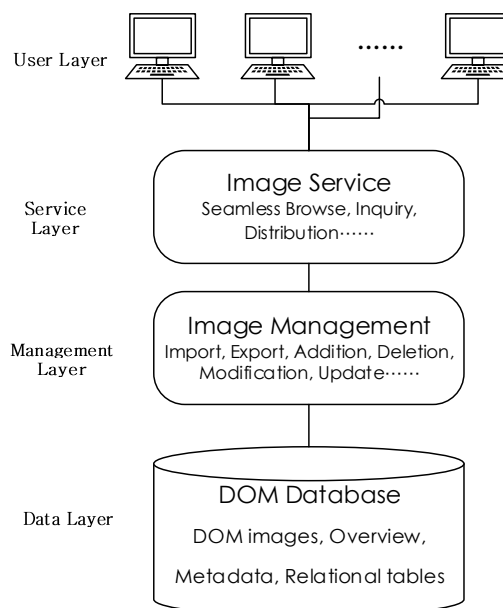 User Layer
······
Image Service
Seamless Browse, Inquiry,
Distribution······
Service
Layer
Image Management
Import, Export, Addition, Deletion,
Modification, Update······
Management
Layer
DOM Database
DOM images, Overview,
Metadata, Relational tables
Data Layer